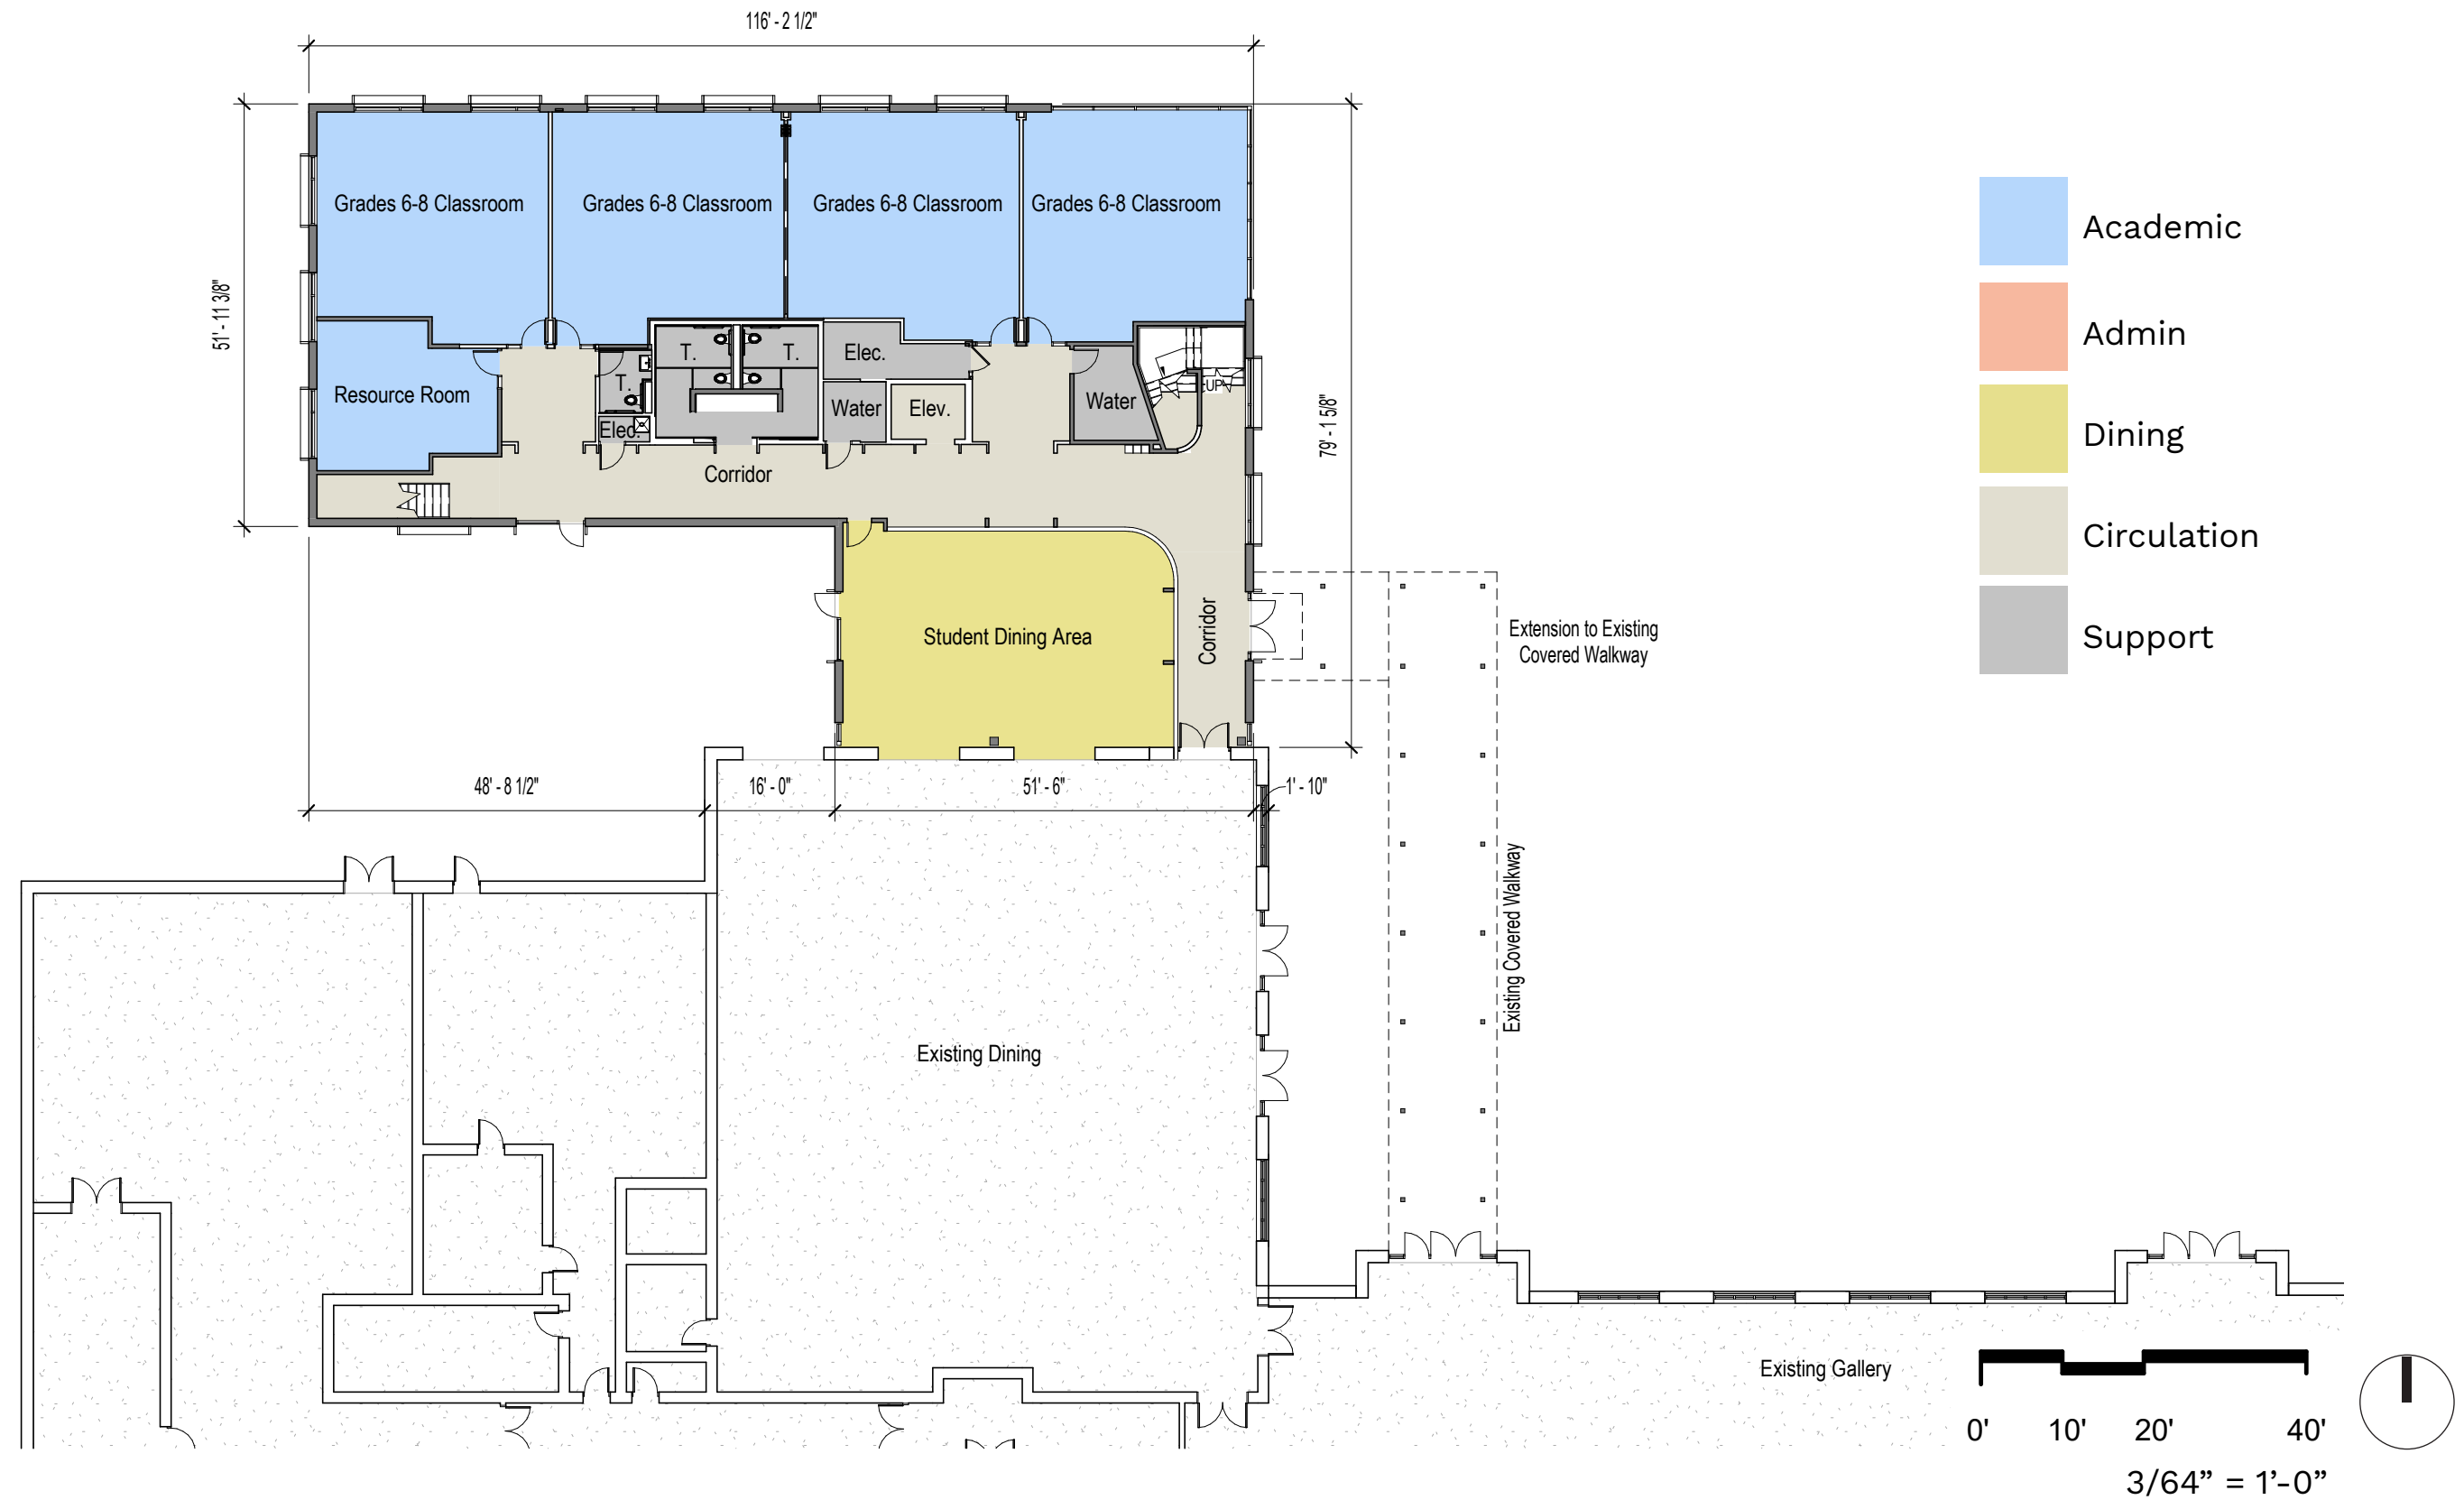 116' - 2 1/2"
51' - 11 3/8"
79' - 1 5/8"
Grades 6-8 Classroom
Grades 6-8 Classroom
Grades 6-8 Classroom
Grades 6-8 Classroom
Resource Room
T.
T.
T.
Elec.
Elec.
Water
Elev.
Water
UP
Corridor
Student Dining Area
Corridor
Extension to Existing
Covered Walkway
48' - 8 1/2"
16' - 0"
51' - 6"
1' - 10"
Existing Covered Walkway
Existing Dining
Existing Gallery
Academic
Admin
Dining
Circulation
Support
0' 10' 20' 40'
3/64” = 1’-0”